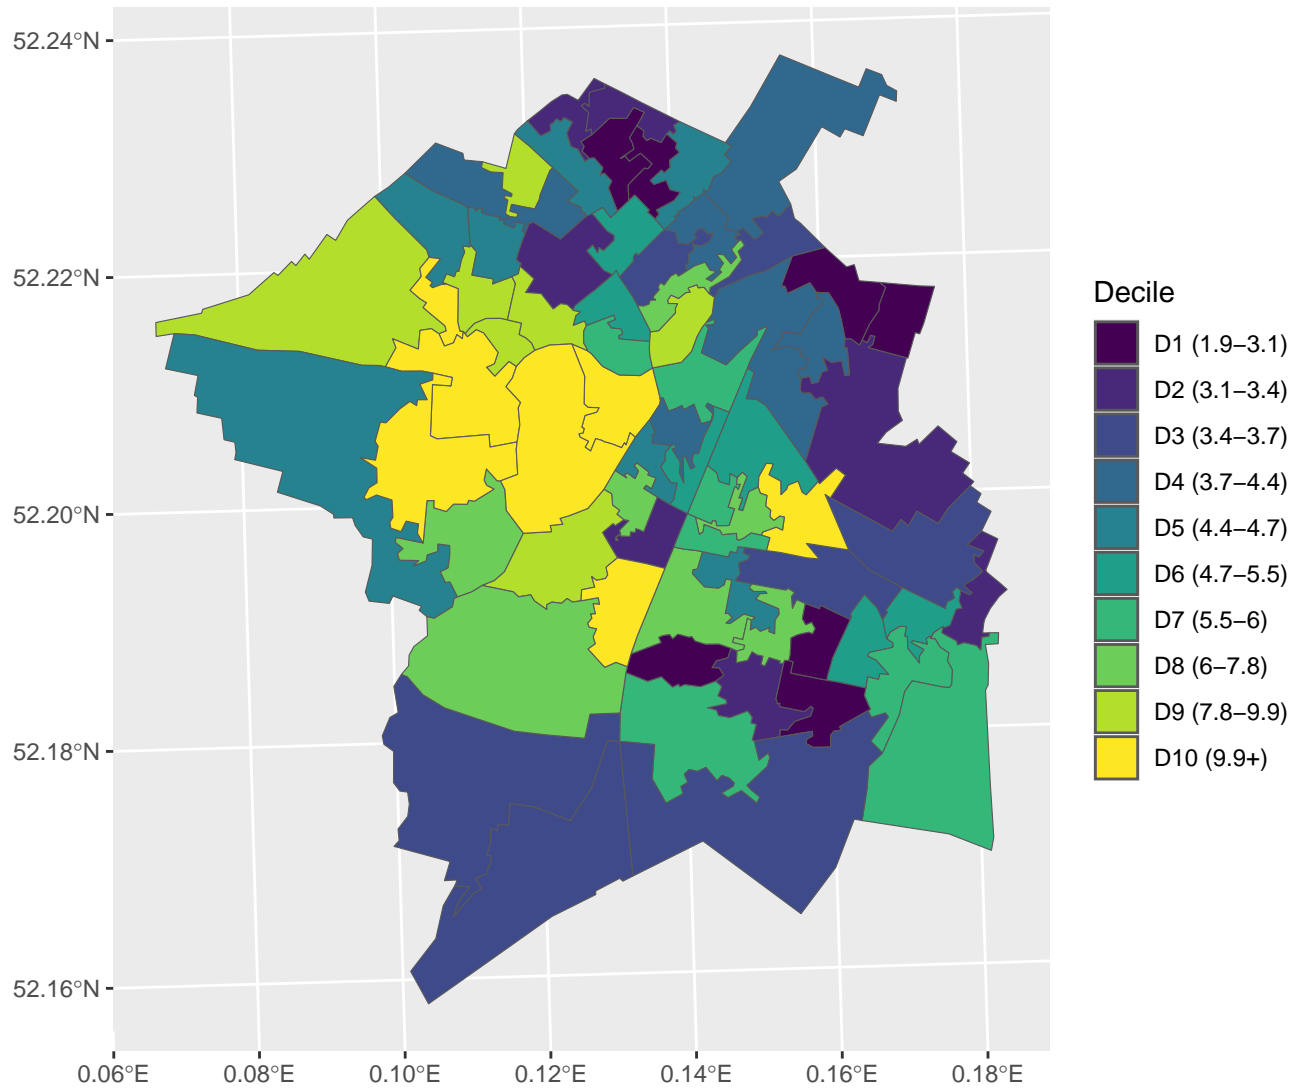 52.24°N
52.22°N
52.20°N
52.18°N
52.16°N
0.06°E 0.08°E 0.10°E 0.12°E 0.14°E 0.16°E 0.18°E
Decile
D1 (1.9–3.1)
D2 (3.1–3.4)
D3 (3.4–3.7)
D4 (3.7–4.4)
D5 (4.4–4.7)
D6 (4.7–5.5)
D7 (5.5–6)
D8 (6–7.8)
D9 (7.8–9.9)
D10 (9.9+)